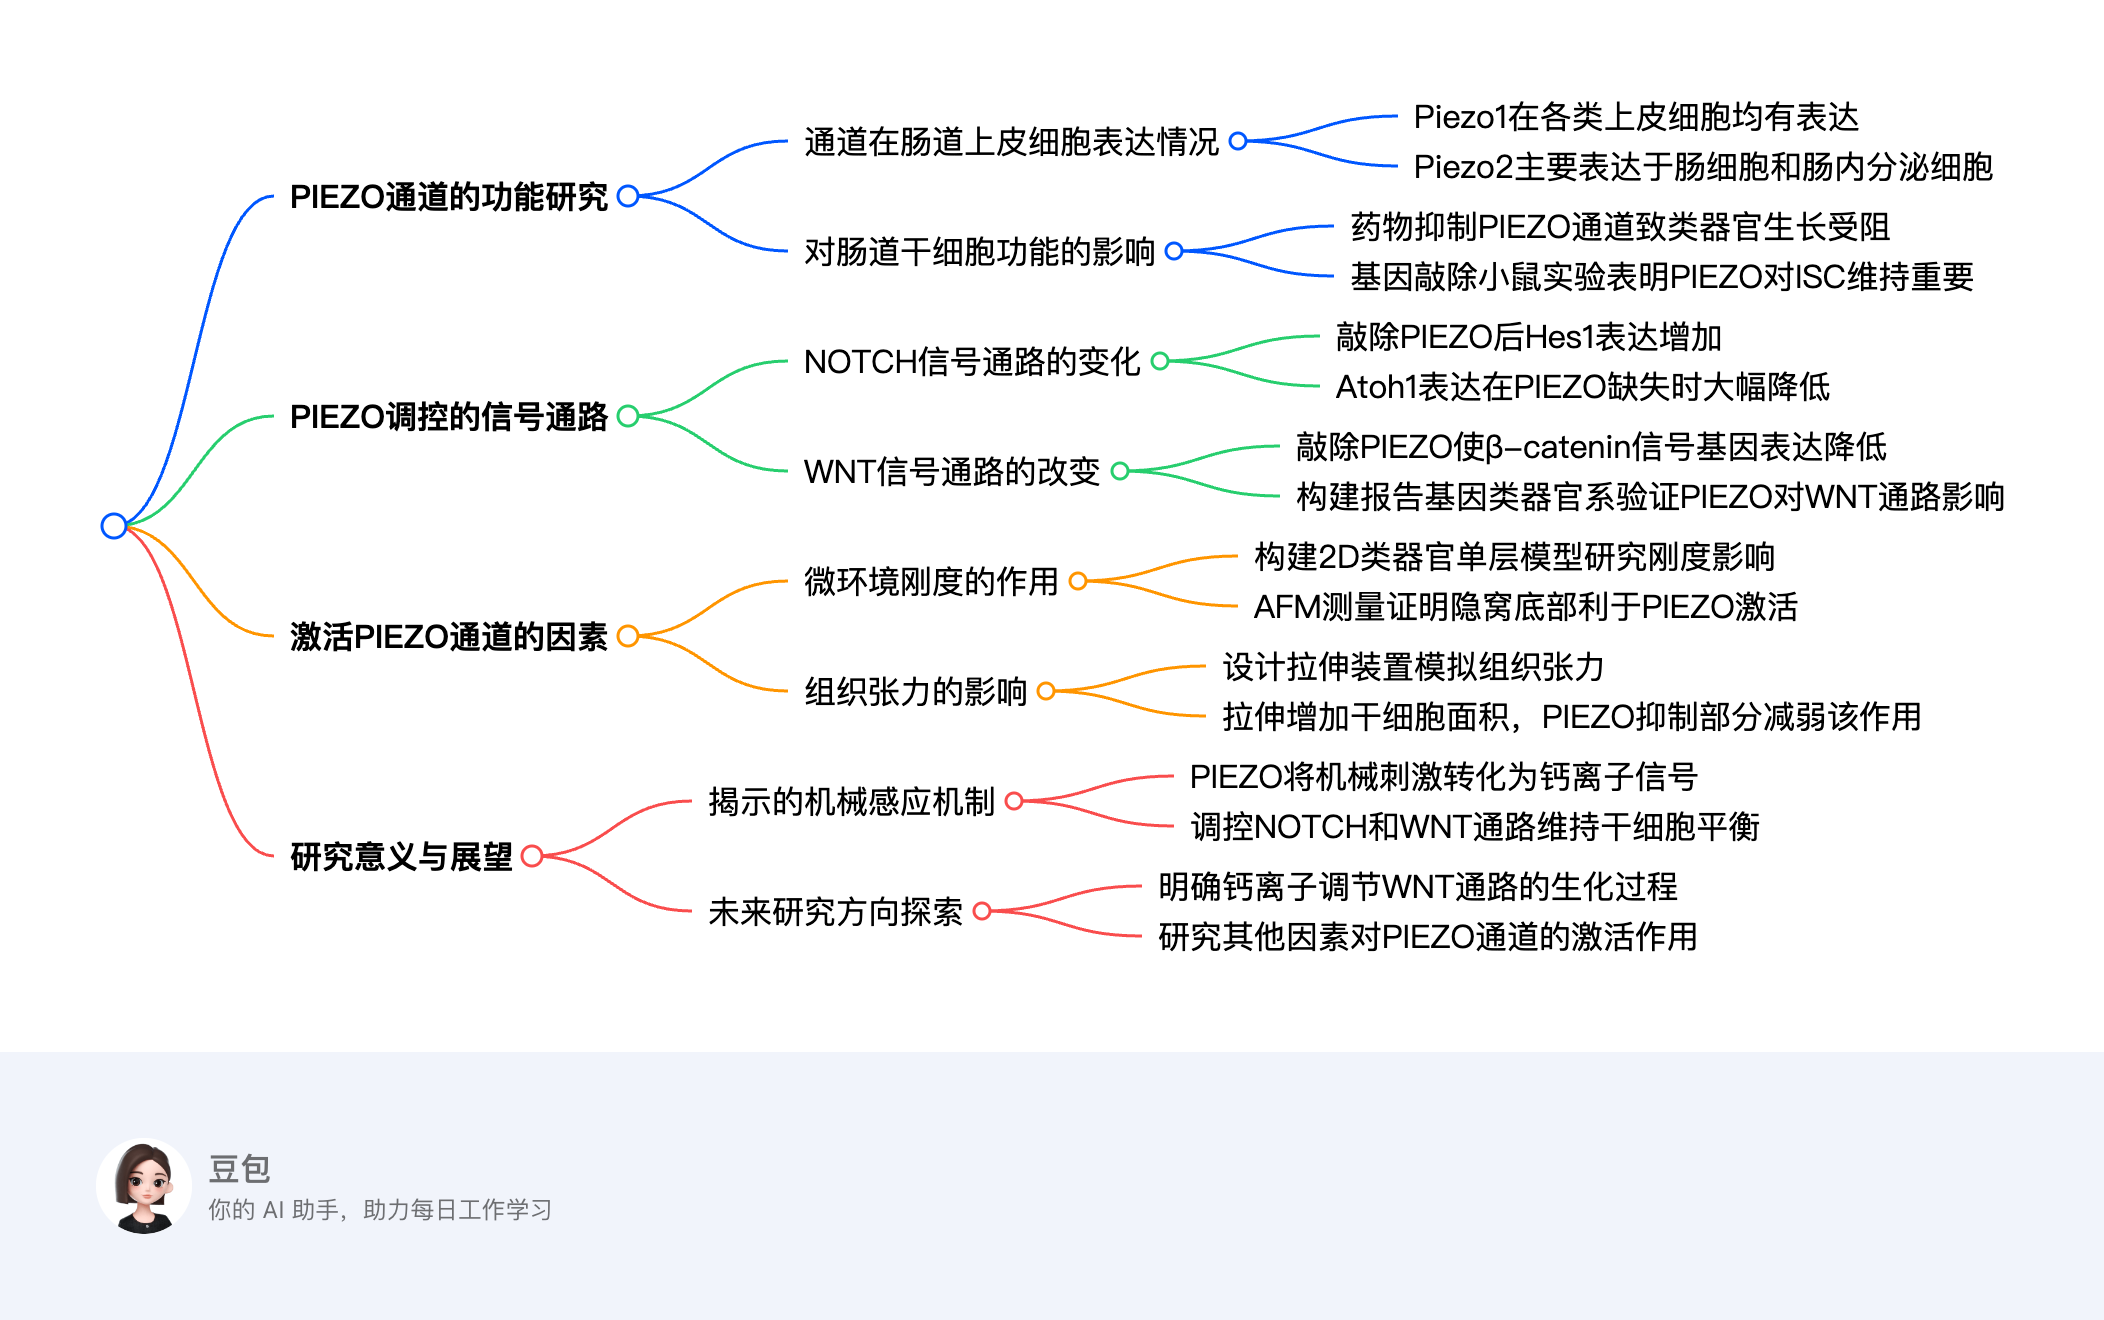 PIEZO通道的功能研究
通道在肠道上皮细胞表达情况
Piezo1在各类上皮细胞均有表达
Piezo2主要表达于肠细胞和肠内分泌细胞
对肠道干细胞功能的影响
药物抑制PIEZO通道致类器官生长受阻
基因敲除小鼠实验表明PIEZO对ISC维持重要
PIEZO调控的信号通路
NOTCH信号通路的变化
敲除PIEZO后Hes1表达增加
Atoh1表达在PIEZO缺失时大幅降低
WNT信号通路的改变
敲除PIEZO使β-catenin信号基因表达降低
构建报告基因类器官系验证PIEZO对WNT通路影响
激活PIEZO通道的因素
微环境刚度的作用
构建2D类器官单层模型研究刚度影响
AFM测量证明隐窝底部利于PIEZO激活
组织张力的影响
设计拉伸装置模拟组织张力
拉伸增加干细胞面积，PIEZO抑制部分减弱该作用
研究意义与展望
揭示的机械感应机制
PIEZO将机械刺激转化为钙离子信号
调控NOTCH和WNT通路维持干细胞平衡
未来研究方向探索
明确钙离子调节WNT通路的生化过程
研究其他因素对PIEZO通道的激活作用
豆包
你的 AI 助手，助力每日工作学习